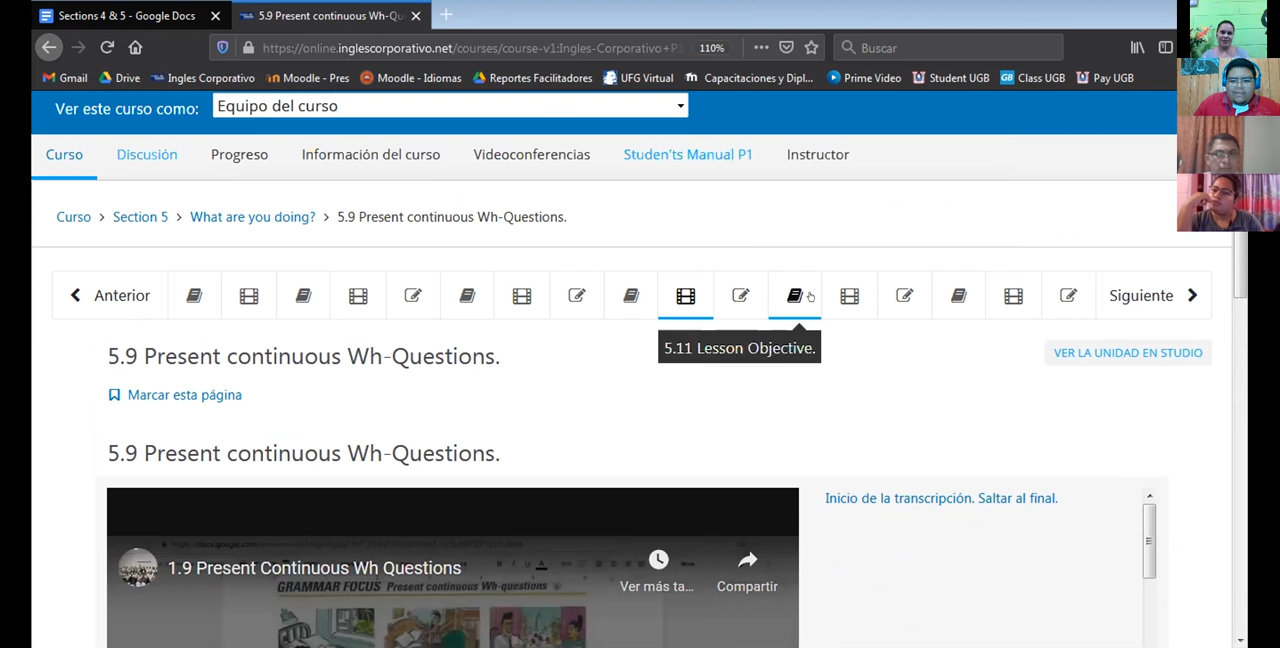 Sections 4 & 5 - Google Docs
5.9 Present continuous Wh-Qu
https://online.inglescorporativo.net/courses/course-v1:Ingles-Corporativo+P
110%
Buscar
Gmail Drive Ingles Corporativo Moodle - Pres Moodle - Idiomas Reportes Facilitadores UFG Virtual Capacitaciones y Dipl... Prime Video Student UGB Class UGB Pay UGB
Ver este curso como: Equipo del curso
Curso Discusión Progreso Información del curso Videoconferencias Studen'ts Manual P1 Instructor
Curso > Section 5 > What are you doing? > 5.9 Present continuous Wh-Questions.
Anterior Siguiente
5.11 Lesson Objective.
5.9 Present continuous Wh-Questions.
VER LA UNIDAD EN STUDIO
Marcar esta página
5.9 Present continuous Wh-Questions.
Inicio de la transcripción. Saltar al final.
1.9 Present Continuous Wh Questions
Ver más ta... Compartir
GRAMMAR FOCUS Present continuous Wh-questions